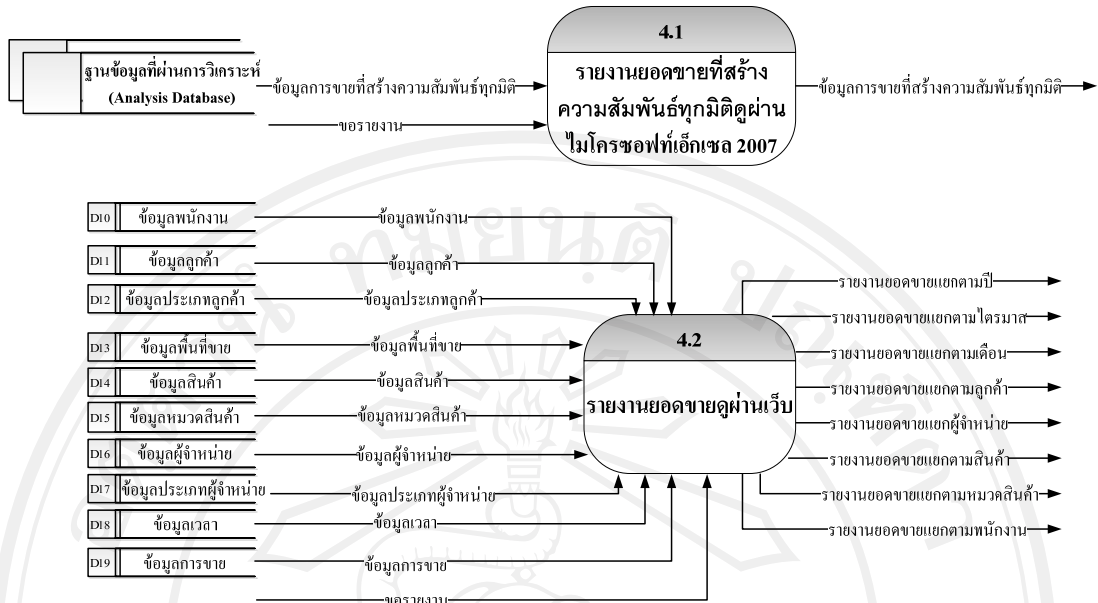 4.1
ฐานข้อมูลที่ผ่านการวิเคราะห์
(Analysis Database)
ข้อมูลการขายที่สร้างความสัมพันธ์ทุกมิติ
ขอรายงาน
รายงานยอดขายที่สร้าง
ความสัมพันธ์ทุกมิติดูผ่าน
ไมโครซอฟท์เอ็กเซล 2007
ข้อมูลการขายที่สร้างความสัมพันธ์ทุกมิติ
D10 ข้อมูลพนักงาน ข้อมูลพนักงาน
D11 ข้อมูลลูกค้า ข้อมูลลูกค้า
D12 ข้อมูลประเภทลูกค้า ข้อมูลประเภทลูกค้า
D13 ข้อมูลพื้นที่ขาย ข้อมูลพื้นที่ขาย
D14 ข้อมูลสินค้า ข้อมูลสินค้า
D15 ข้อมูลหมวดสินค้า ข้อมูลหมวดสินค้า
D16 ข้อมูลผู้จำหน่าย ข้อมูลผู้จำหน่าย
D17 ข้อมูลประเภทผู้จำหน่าย ข้อมูลประเภทผู้จำหน่าย
D18 ข้อมูลเวลา ข้อมูลเวลา
D19 ข้อมูลการขาย ข้อมูลการขาย
ขอรายงาน
4.2
รายงานยอดขายดูผ่านเว็บ
รายงานยอดขายแยกตามปี
รายงานยอดขายแยกตามไตรมาส
รายงานยอดขายแยกตามเดือน
รายงานยอดขายแยกตามลูกค้า
รายงานยอดขายแยกผู้จำหน่าย
รายงานยอดขายแยกตามสินค้า
รายงานยอดขายแยกตามหมวดสินค้า
รายงานยอดขายแยกตามพนักงาน